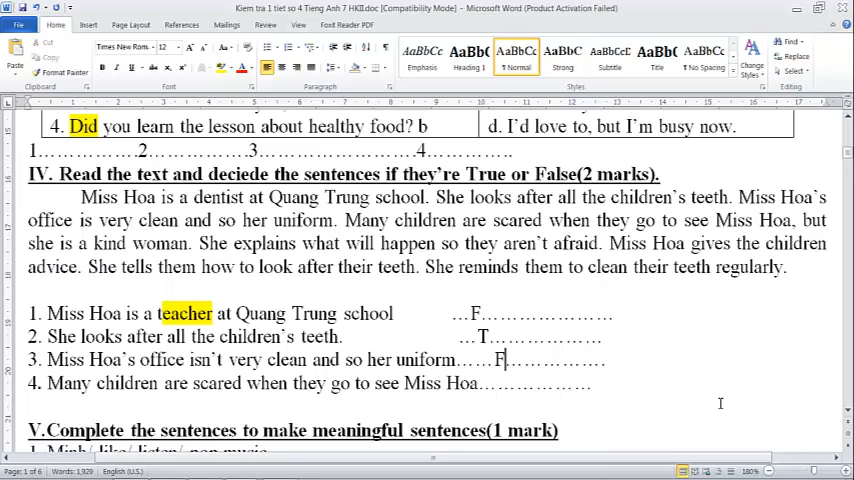 Kiem tra 1 tiet so 4 Tieng Anh 7 HKII.doc [Compatibility Mode] - Microsoft Word (Product Activation Failed)
File Home Insert Page Layout References Mailings Review View Foxit Reader PDF
Paste Cut Copy Format Painter Clipboard
Times New Rom 12
Font
Paragraph
AaBbCc Emphasis AaBbC Heading 1 AaBbCc ¶ Normal AaBbCc Strong AaBbCcI Subtitle AaBbC Title AaBbCc ¶ No Spacing
Styles
Change Styles
Find Replace Select Editing
4. Did you learn the lesson about healthy food? b d. I'd love to, but I'm busy now.
1……………..2……………..3…………………….4…………..
IV. Read the text and deciede the sentences if they're True or False(2 marks).
Miss Hoa is a dentist at Quang Trung school. She looks after all the children's teeth. Miss Hoa's
office is very clean and so her uniform. Many children are scared when they go to see Miss Hoa, but
she is a kind woman. She explains what will happen so they aren't afraid. Miss Hoa gives the children
advice. She tells them how to look after their teeth. She reminds them to clean their teeth regularly.
1. Miss Hoa is a teacher at Quang Trung school …F…………………
2. She looks after all the children's teeth. …T………………
3. Miss Hoa's office isn't very clean and so her uniform……F……………….
4. Many children are scared when they go to see Miss Hoa………………
V.Complete the sentences to make meaningful sentences(1 mark)
1. Minh/ like/ listen/ pop music
Page: 1 of 6 Words: 1,929 English (U.S.) 180%